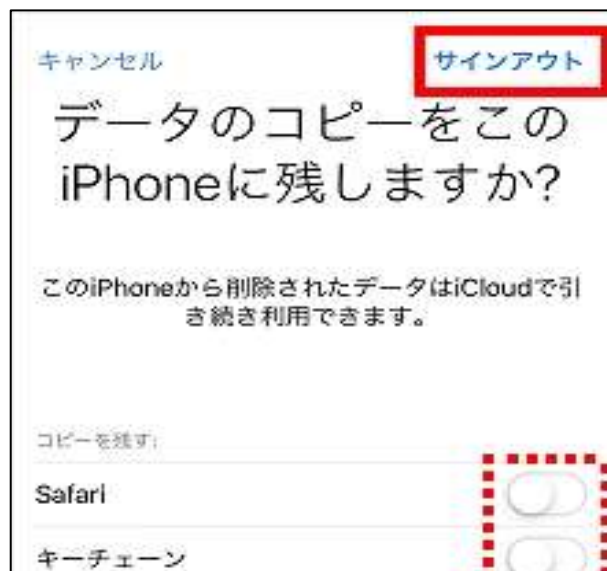 キャンセル サインアウト
データのコピーをこの
iPhoneに残しますか?
このiPhoneから削除されたデータはiCloudで引
き続き利用できます。
コピーを残す:
Safari
キーチェーン